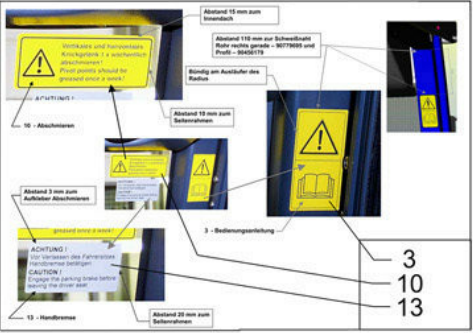 Abstand 15 mm zum
Innendach
Vertikales und horizontales
Knickgelenk 1 x wöchentlich
abschmieren!
Pivot points should be
greased once a week!
ACHTUNG !
10 - Abschmieren
Abstand 10 mm zum
Seitenrahmen
Abstand 110 mm zur Schweißnaht
Rohr rechts gerade – 90779695 und
Profil – 90450179
Bündig am Ausläufer des
Radius
Abstand 3 mm zum
Aufkleber Abschmieren
3 - Bedienungsanleitung
greased once a week!
ACHTUNG !
Vor Verlassen des Fahrersitzes
Handbremse betätigen.
CAUTION !
Engage the parking brake before
leaving the driver seat
13 - Handbremse
Abstand 20 mm zum
Seitenrahmen
3
10
13